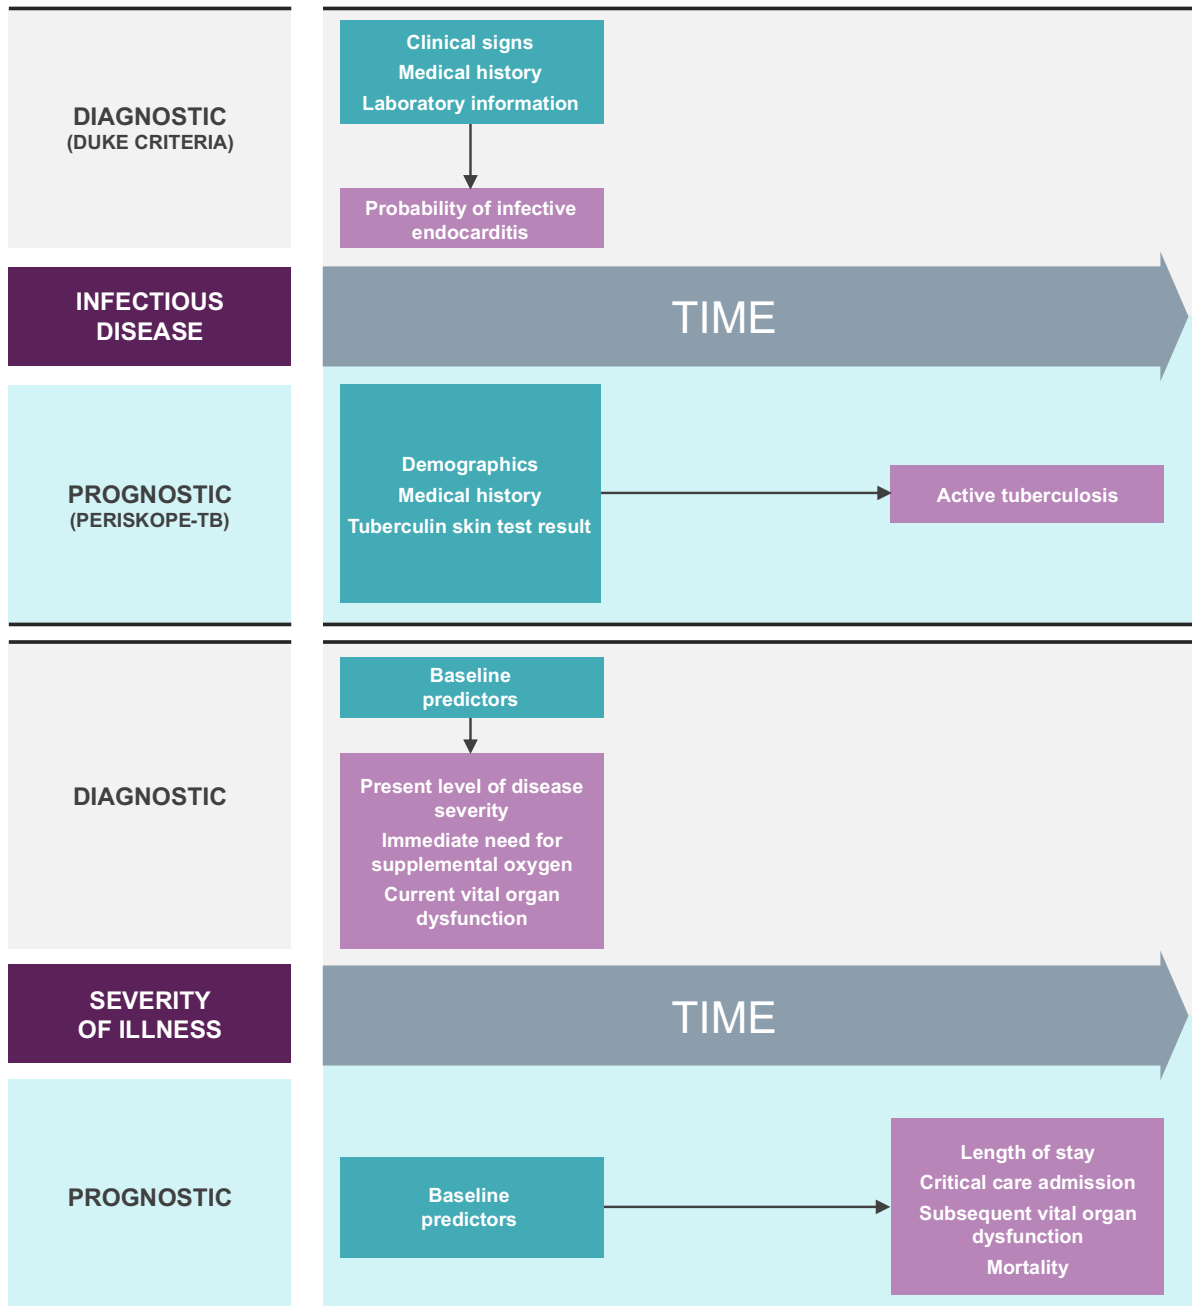 DIAGNOSTIC
(DUKE CRITERIA)
Clinical signs
Medical history
Laboratory information
Probability of infective
endocarditis
INFECTIOUS
DISEASE
TIME
PROGNOSTIC
(PERISKOPE-TB)
Demographics
Medical history
Tuberculin skin test result
Active tuberculosis
DIAGNOSTIC
Baseline
predictors
Present level of disease
severity
Immediate need for
supplemental oxygen
Current vital organ
dysfunction
SEVERITY
OF ILLNESS
TIME
PROGNOSTIC
Baseline
predictors
Length of stay
Critical care admission
Subsequent vital organ
dysfunction
Mortality